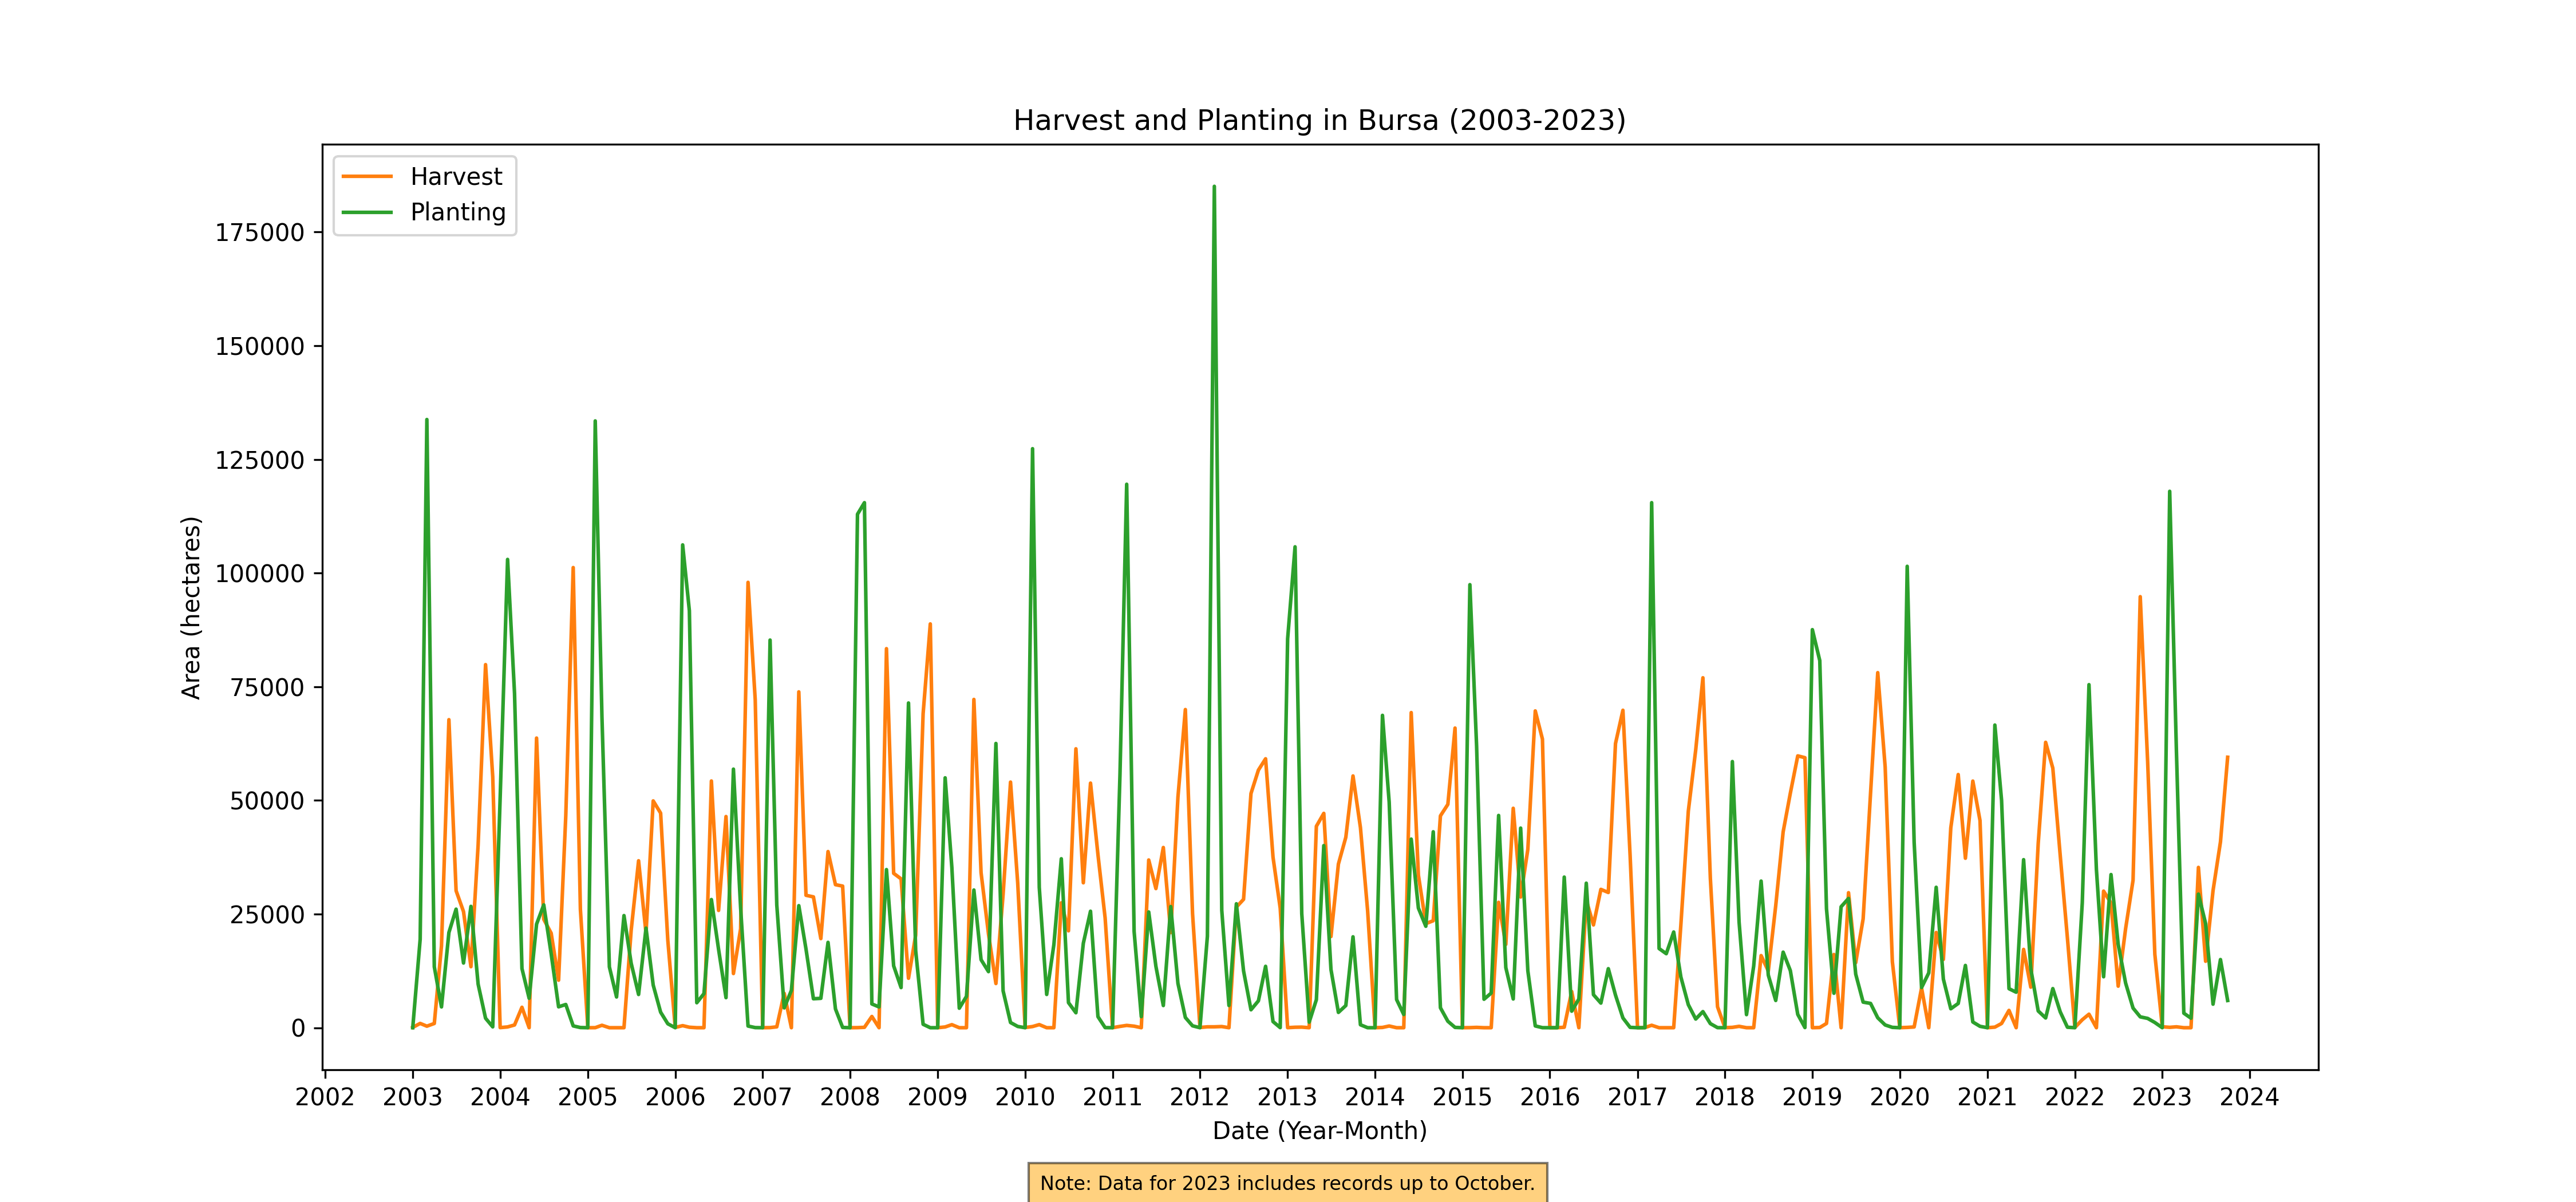 Harvest and Planting in Bursa (2003-2023)
Harvest
Planting
175000
150000
125000
100000
75000
50000
25000
0
Area (hectares)
2002 2003 2004 2005 2006 2007 2008 2009 2010 2011 2012 2013 2014 2015 2016 2017 2018 2019 2020 2021 2022 2023 2024
Date (Year-Month)
Note: Data for 2023 includes records up to October.